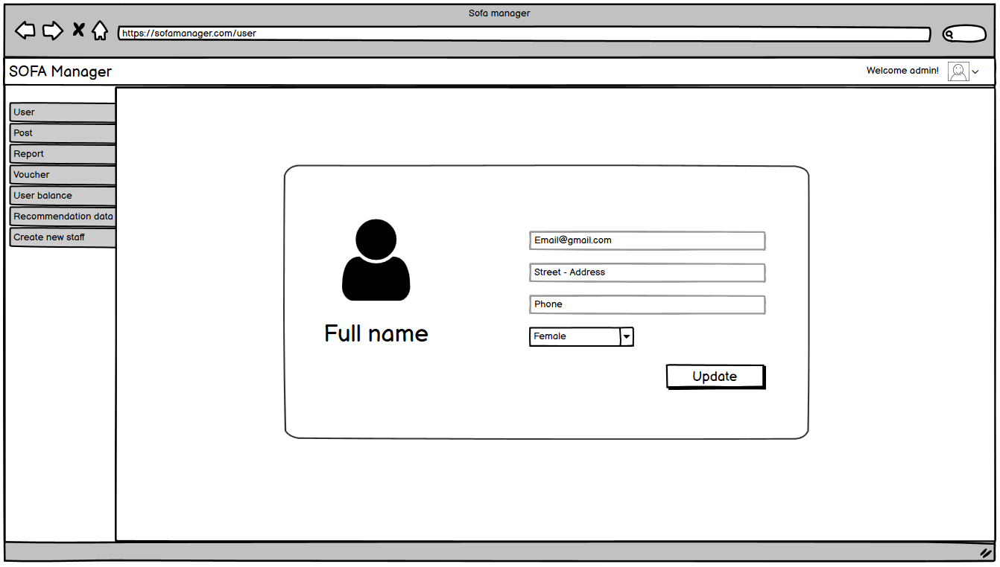 Sofa manager
https://sofamanager.com/user
SOFA Manager
Welcome admin!
User
Post
Report
Voucher
User balance
Recommendation data
Create new staff
Full name
Email@gmail.com
Street - Address
Phone
Female
Update